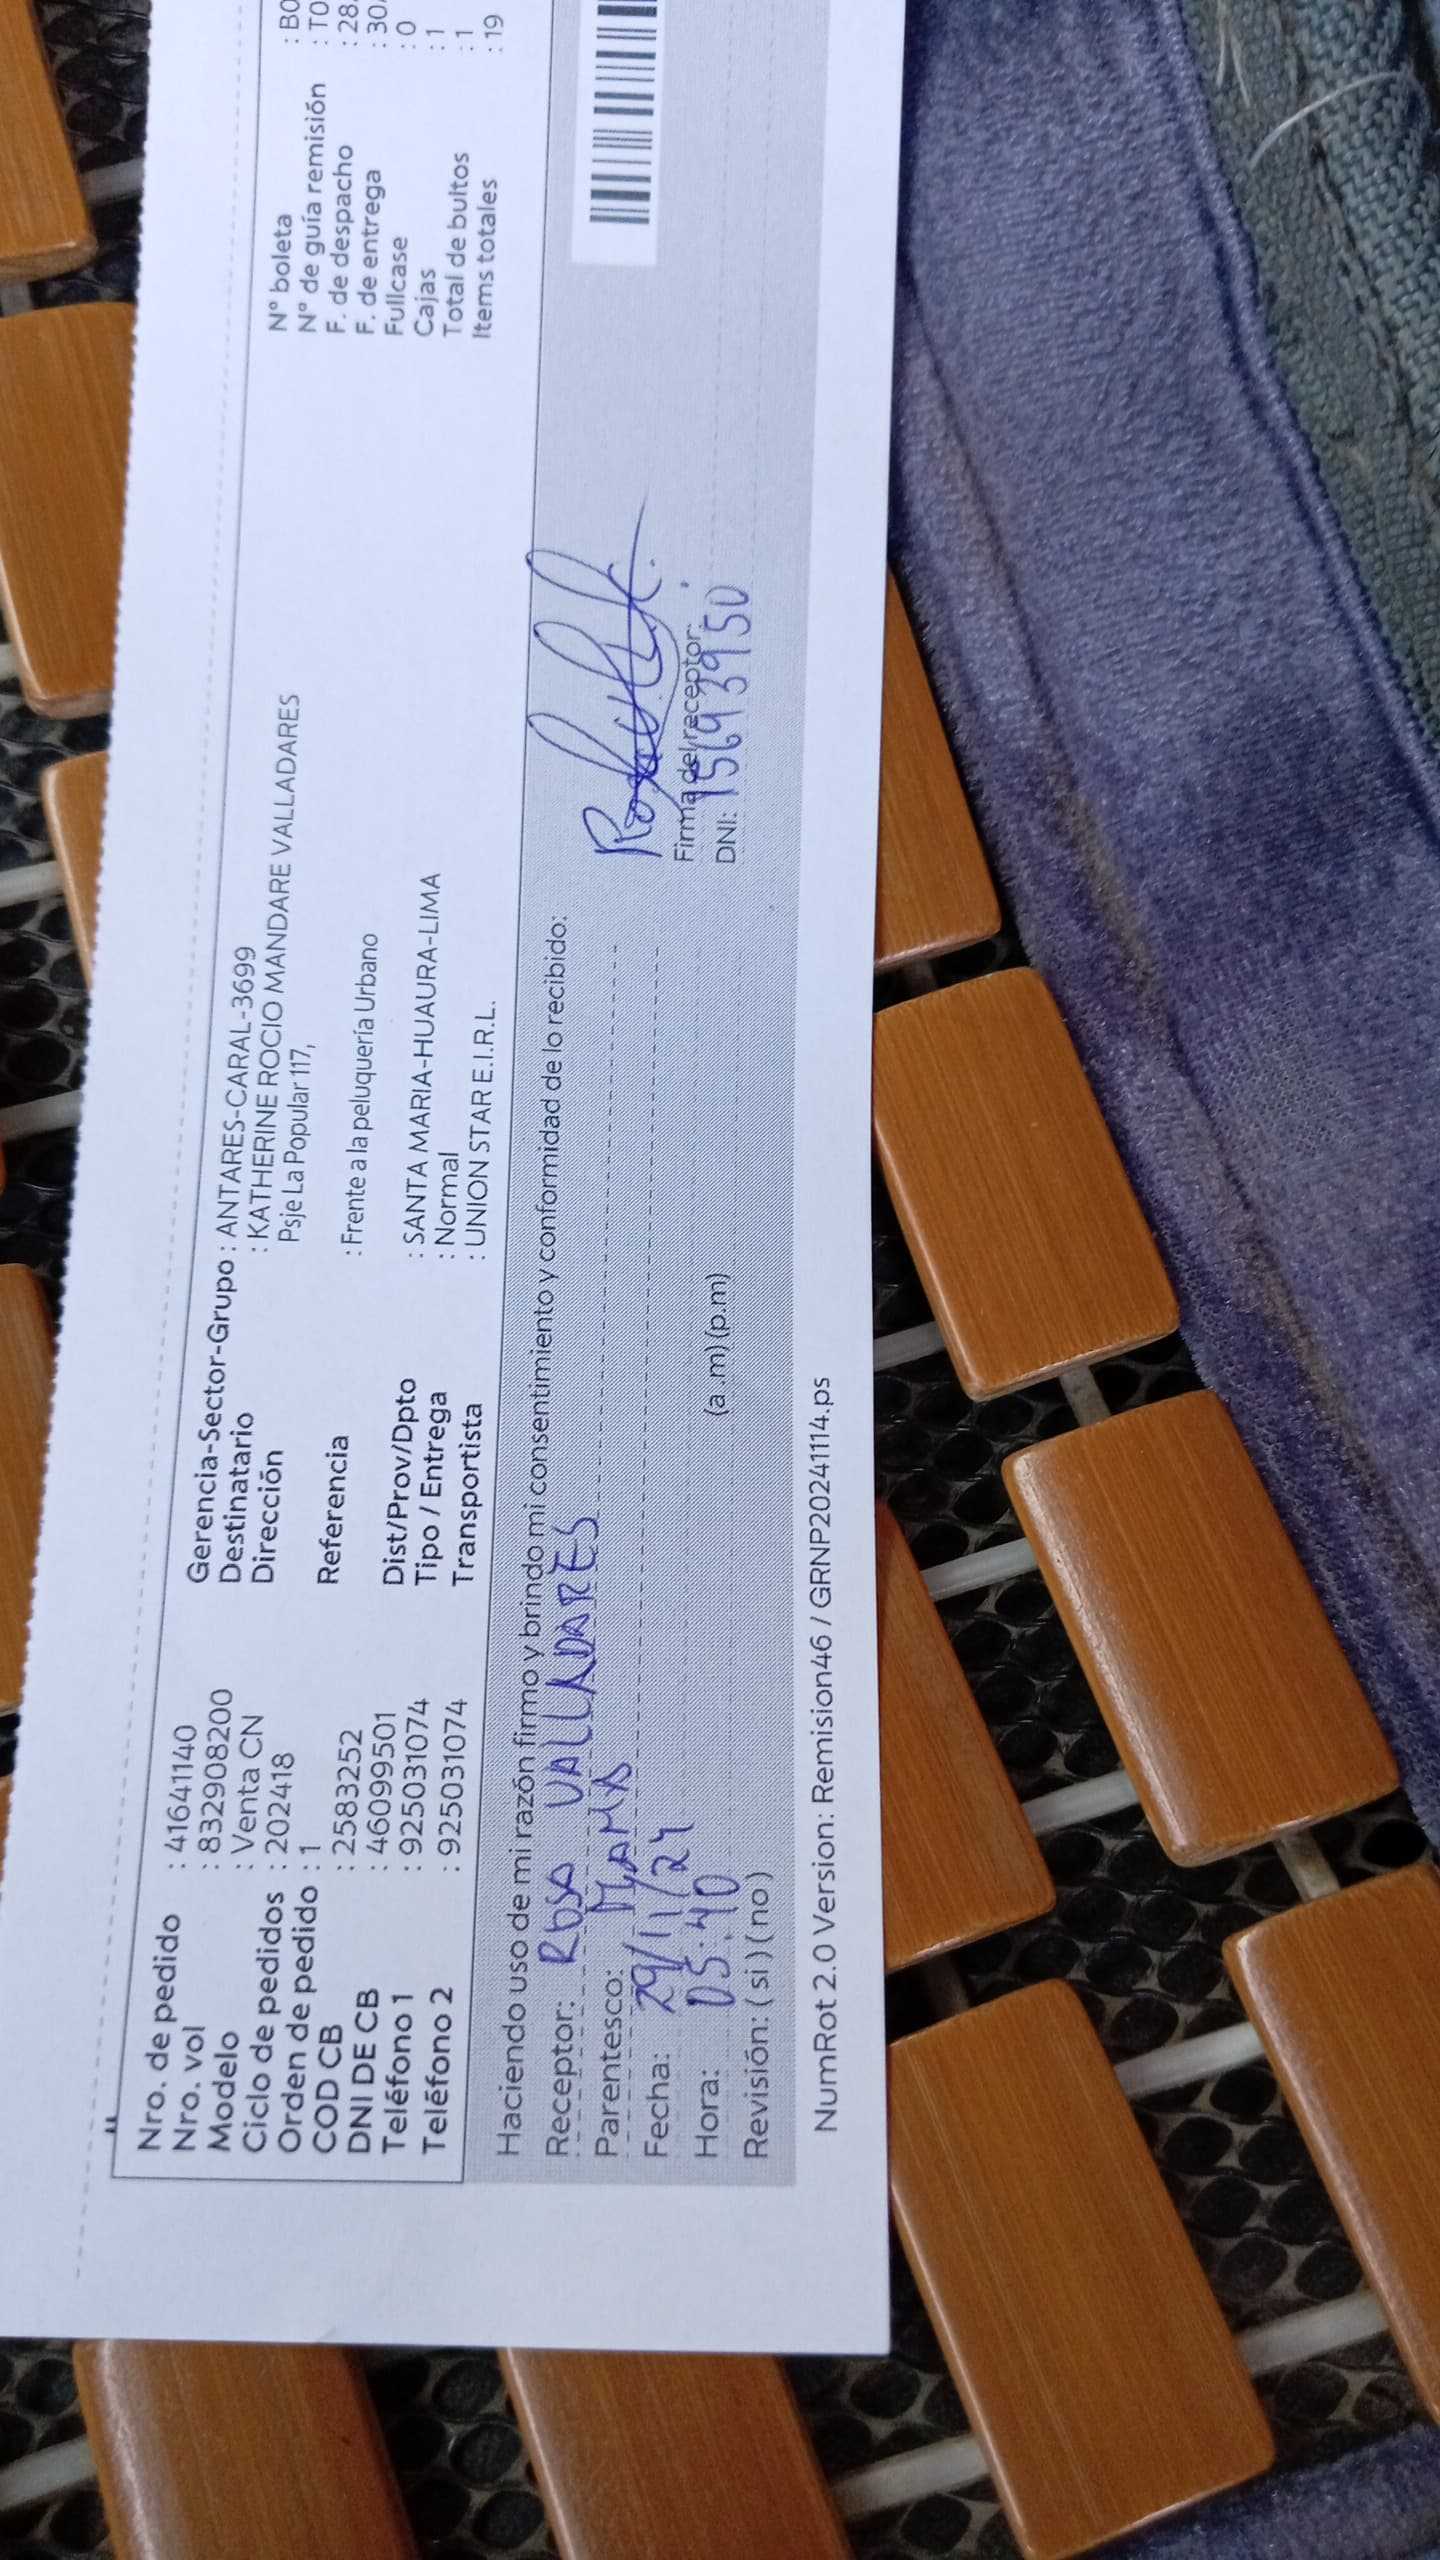 Nro. de pedido : 41641140
Nro. vol : 832908200
Modelo : Venta CN
Ciclo de pedidos : 202418
Orden de pedido : 1
COD CB : 2583252
DNI DE CB : 46099501
Teléfono 1 : 925031074
Teléfono 2 : 925031074
Gerencia-Sector-Grupo : ANTARES-CARAL-3699
Destinatario : KATHERINE ROCIO MANDARE VALLADARES
Dirección Psje La Popular 117,
Referencia : Frente a la peluquería Urbano
Dist/Prov/Dpto : SANTA MARIA-HUAURA-LIMA
Tipo / Entrega : Normal
Transportista : UNION STAR E.I.R.L.
N° boleta : B0
N° de guía remisión : T0
F. de despacho : 28
F. de entrega : 30
Fullcase : 0
Cajas : 1
Total de bultos : 1
Items totales : 19
Haciendo uso de mi razón firmo y brindo mi consentimiento y conformidad de lo recibido:
Receptor: ROSA VALLADARES
Parentesco: MAMA
Fecha: 29/11/24
Hora: 05:40 (a .m) (p.m)
Revisión: ( si ) ( no )
Firma del receptor:
DNI: 15693950
NumRot 2.0 Version: Remision46 / GRNP20241114.ps